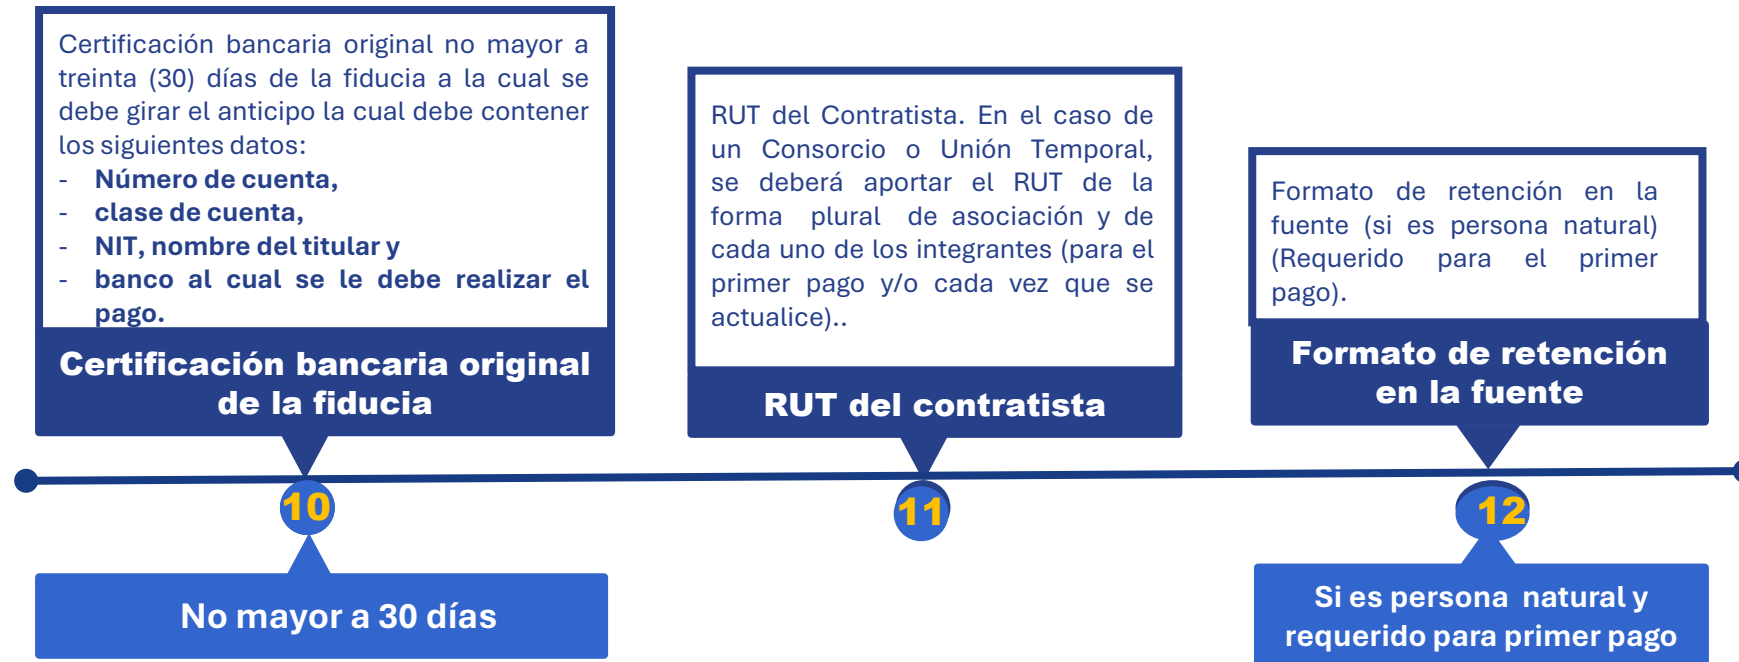 Certificación bancaria original no mayor a
treinta (30) días de la fiducia a la cual se
debe girar el anticipo la cual debe contener
los siguientes datos:
- Número de cuenta,
- clase de cuenta,
- NIT, nombre del titular y
- banco al cual se le debe realizar el
pago.
Certificación bancaria original
de la fiducia
10
No mayor a 30 días
RUT del Contratista. En el caso de
un Consorcio o Unión Temporal,
se deberá aportar el RUT de la
forma plural de asociación y de
cada uno de los integrantes (para el
primer pago y/o cada vez que se
actualice)..
RUT del contratista
11
Formato de retención en la
fuente (si es persona natural)
(Requerido para el primer
pago).
Formato de retención
en la fuente
12
Si es persona natural y
requerido para primer pago